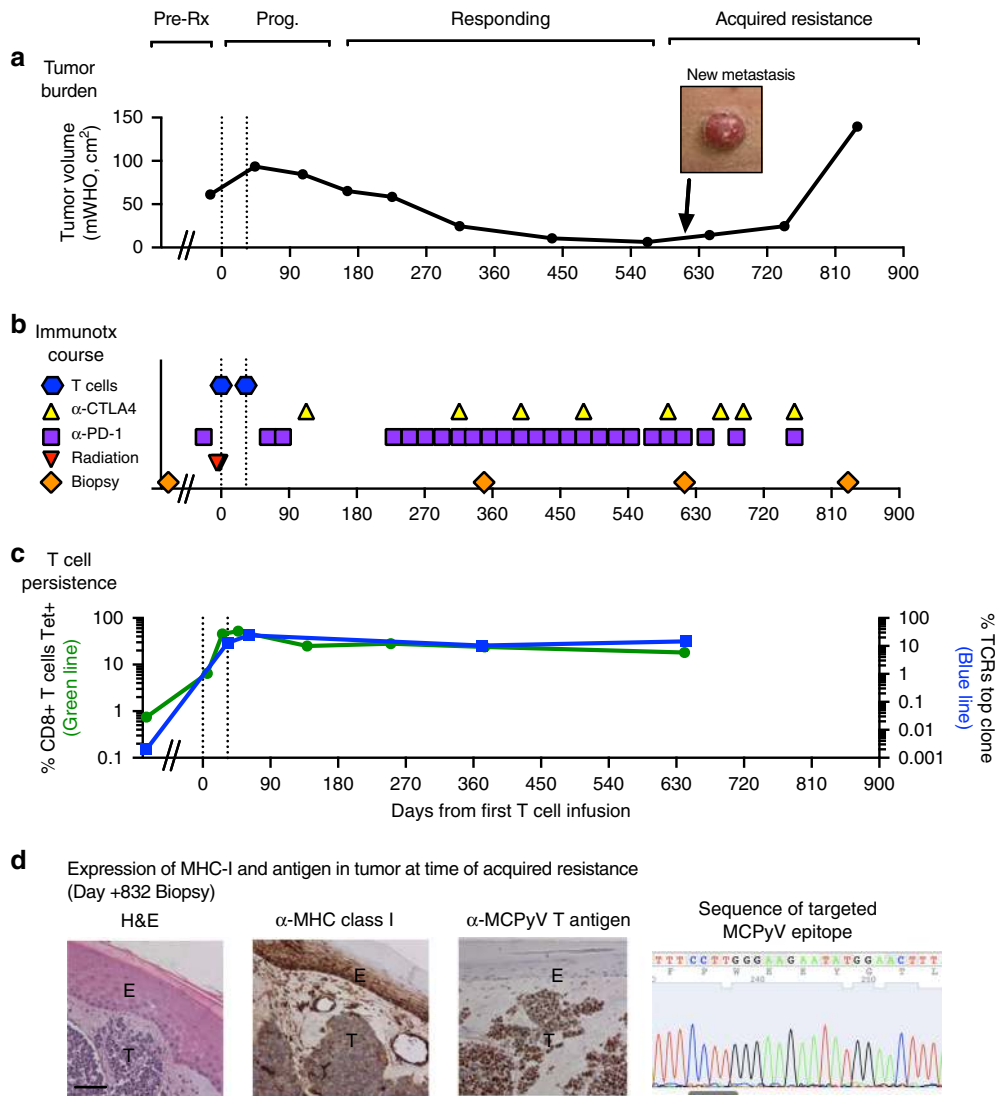 Pre-Rx Prog. Responding Acquired resistance
a
Tumor
burden
New metastasis
Tumor volume
(mWHO, cm²)
150
100
50
0
0 90 180 270 360 450 540 630 720 810 900
b
Immunotx
course
T cells
α-CTLA4
α-PD-1
Radiation
Biopsy
0 90 180 270 360 450 540 630 720 810 900
c
T cell
persistence
% CD8+ T cells Tet+
(Green line)
100
10
1
0.1
% TCRs top clone
(Blue line)
100
10
1
0.1
0.01
0.001
0 90 180 270 360 450 540 630 720 810 900
Days from first T cell infusion
d
Expression of MHC-I and antigen in tumor at time of acquired resistance
(Day +832 Biopsy)
H&E
α-MHC class I
α-MCPyV T antigen
Sequence of targeted
MCPyV epitope
E
T
E
T
E
T
T T T C C T T G G G A A G A A T A T G G A A C T T T
F P W E E Y G T L
240 250